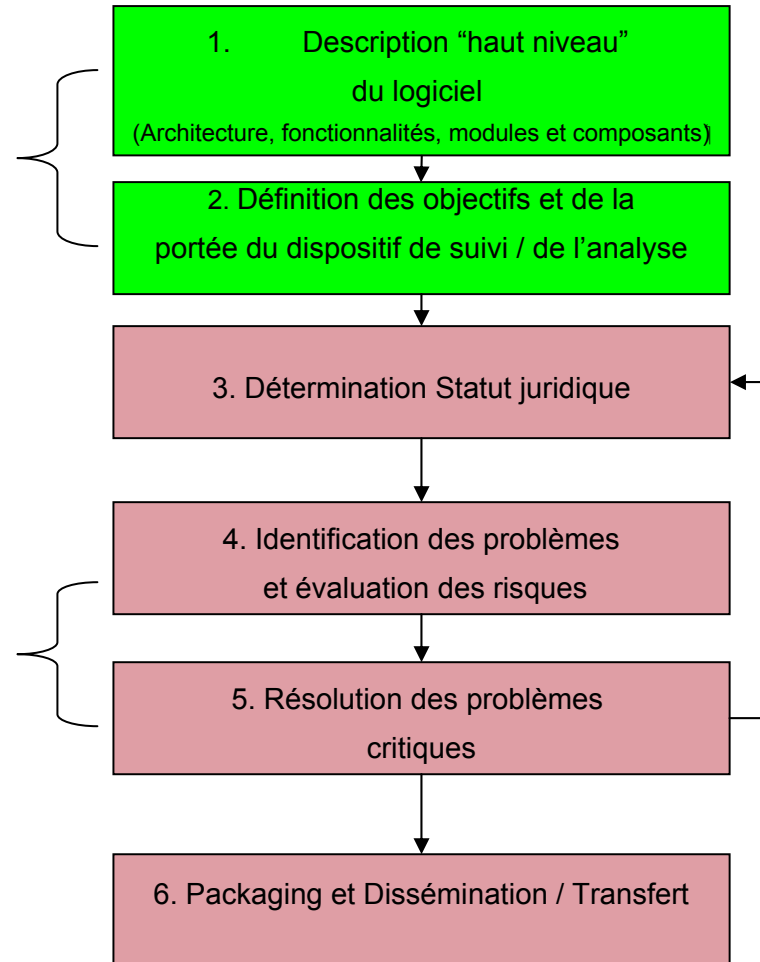 1. Description “haut niveau”
du logiciel
(Architecture, fonctionnalités, modules et composants)
2. Définition des objectifs et de la
portée du dispositif de suivi / de l’analyse
3. Détermination Statut juridique
4. Identification des problèmes
et évaluation des risques
5. Résolution des problèmes
critiques
6. Packaging et Dissémination / Transfert